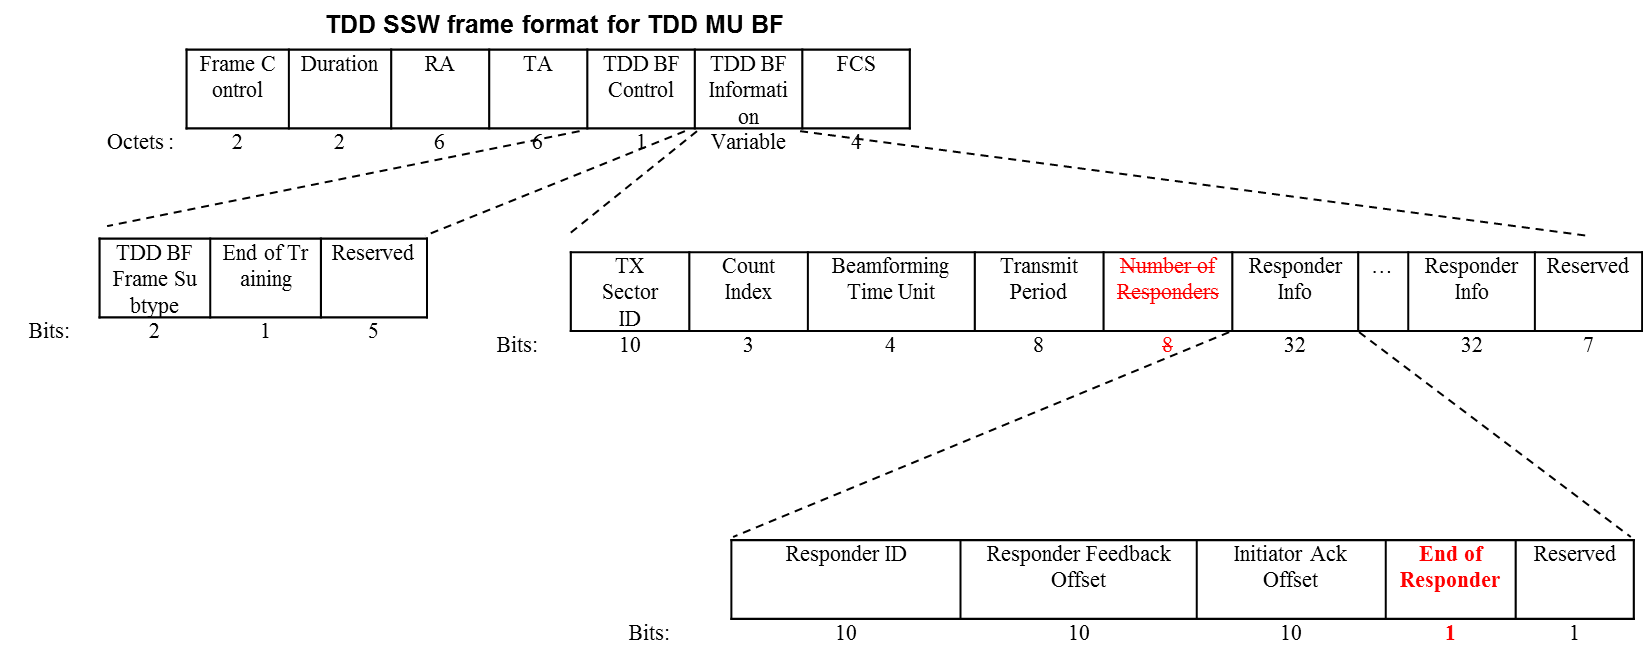 TDD SSW frame format for TDD MU BF
Frame C Duration RA TA TDD BF TDD BF FCS
ontrol Control Informati
on
Octets : 2 2 6 6 1 Variable 4
TDD BF End of Tr Reserved
Frame Su aining
btype
Bits: 2 1 5
TX Count Beamforming Transmit Number of Responder … Responder Reserved
Sector Index Time Unit Period Responders Info Info
ID
Bits: 10 3 4 8 8 32 32 7
Responder ID Responder Feedback Initiator Ack End of Reserved
Offset Offset Responder
Bits: 10 10 10 1 1